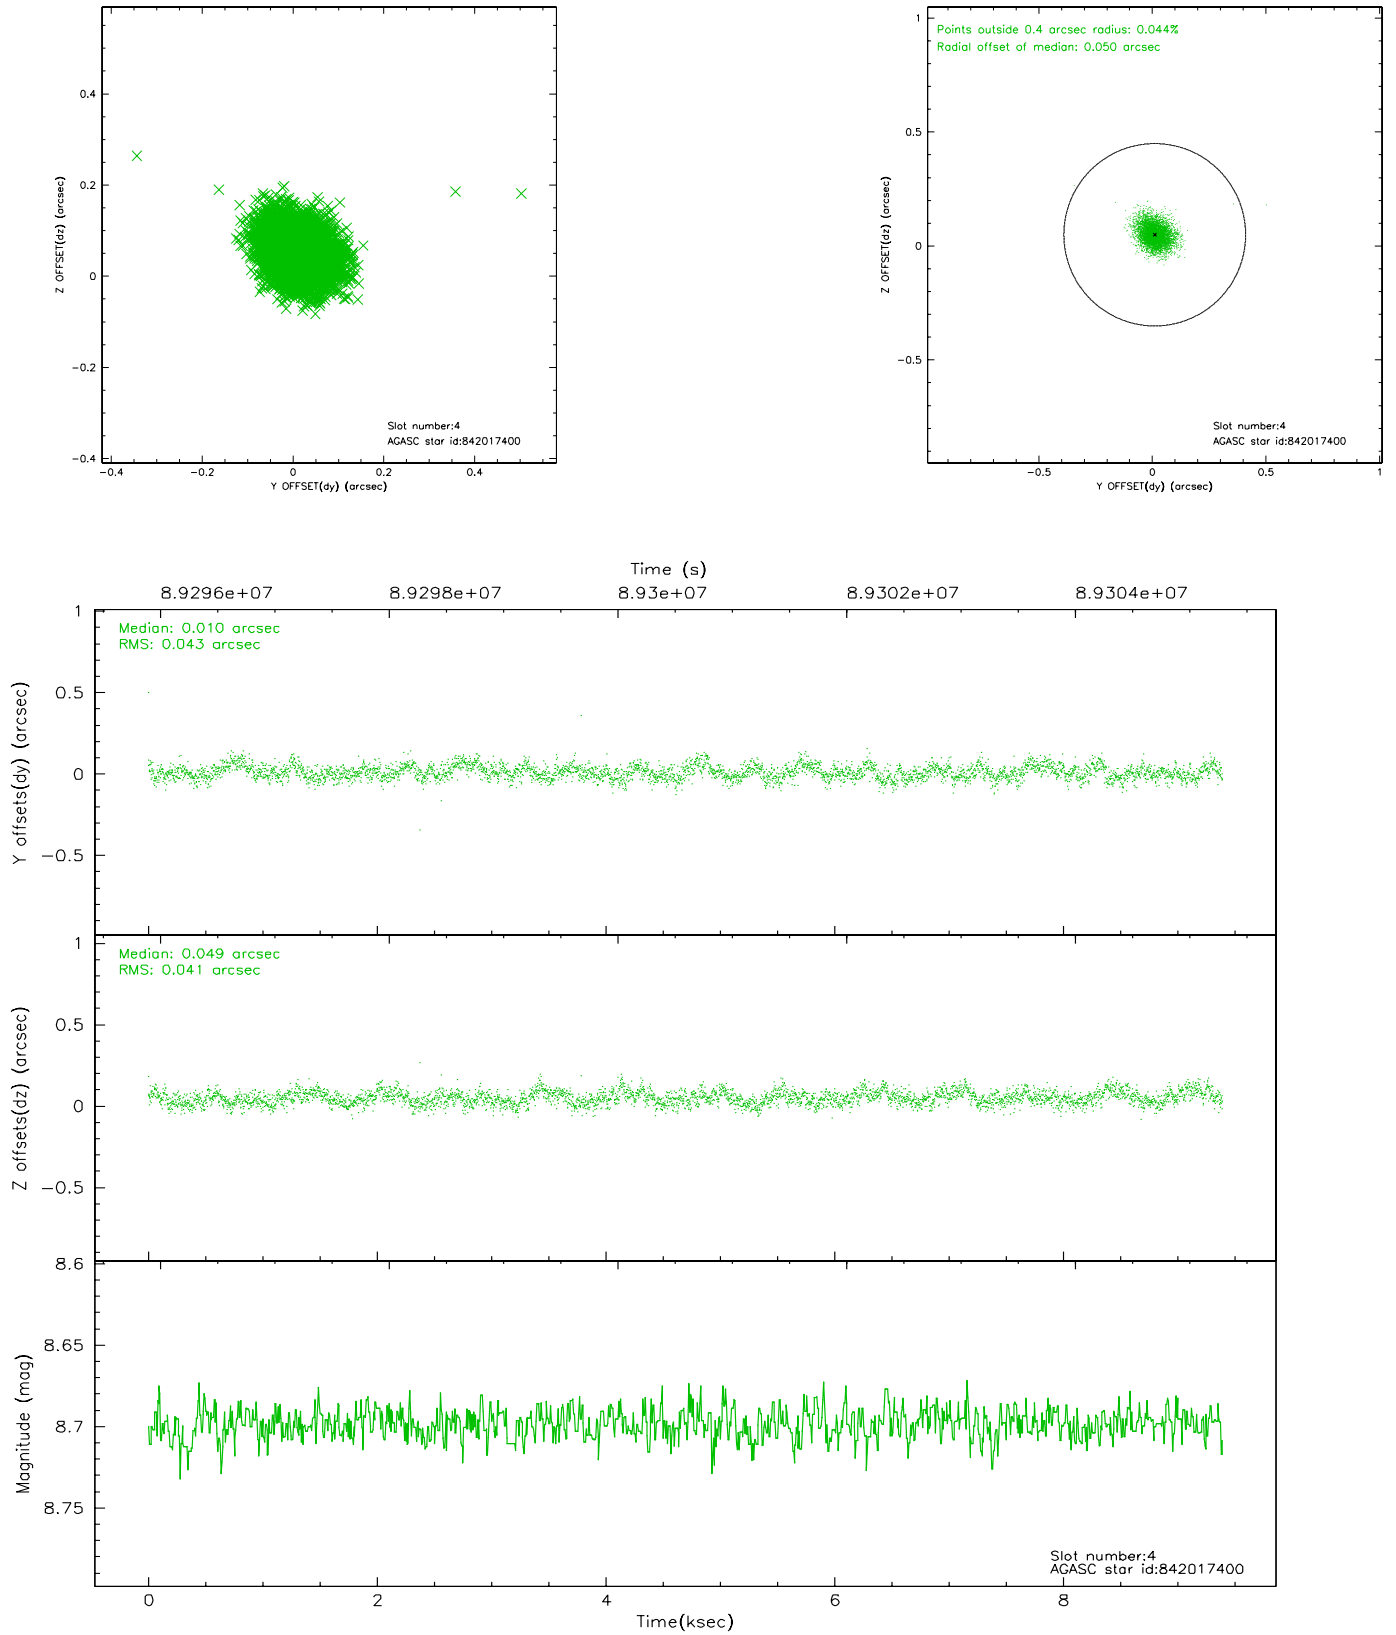 0.4
0.2
0
−0.2
−0.4
Z OFFSET(dz) (arcsec)
Slot number:4
AGASC star id:842017400
−0.4 −0.2 0 0.2 0.4
Y OFFSET(dy) (arcsec)
Points outside 0.4 arcsec radius: 0.044%
Radial offset of median: 0.050 arcsec
1
0.5
0
−0.5
Z OFFSET(dz) (arcsec)
Slot number:4
AGASC star id:842017400
−0.5 0 0.5 1
Y OFFSET(dy) (arcsec)
Time (s)
8.9296e+07 8.9298e+07 8.93e+07 8.9302e+07 8.9304e+07
Median: 0.010 arcsec
RMS: 0.043 arcsec
1
0.5
0
−0.5
Y offsets(dy) (arcsec)
Median: 0.049 arcsec
RMS: 0.041 arcsec
1
0.5
0
−0.5
Z offsets(dz) (arcsec)
8.6
8.65
8.7
8.75
Magnitude (mag)
Slot number:4
AGASC star id:842017400
0 2 4 6 8
Time(ksec)